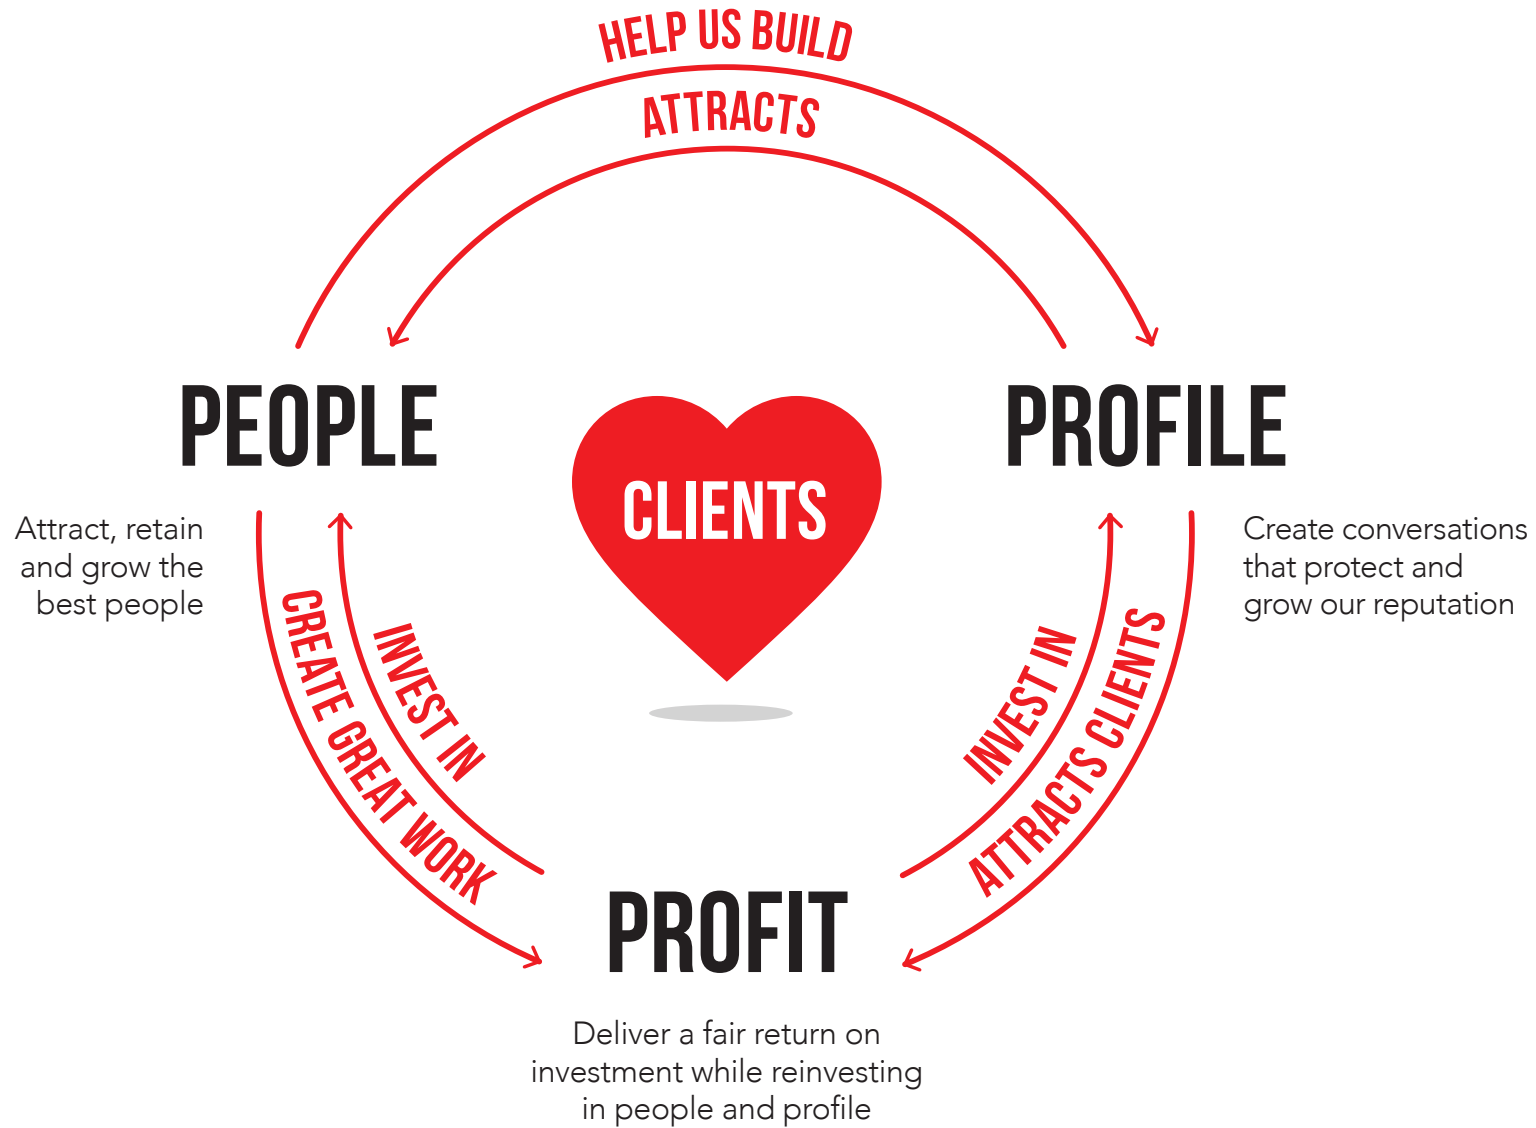 HELP US BUILD
ATTRACTS
PEOPLE
PROFILE
CLIENTS
Attract, retain
and grow the
best people
Create conversations
that protect and
grow our reputation
CREATE GREAT WORK
INVEST IN
INVEST IN
ATTRACTS CLIENTS
PROFIT
Deliver a fair return on
investment while reinvesting
in people and profile